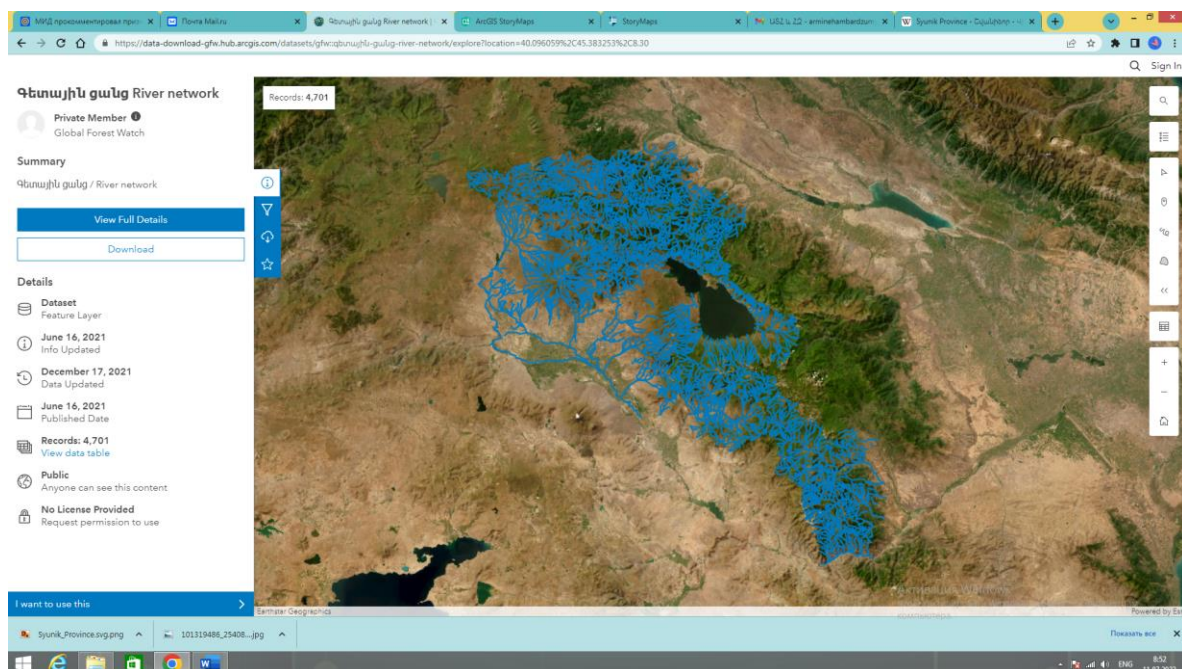 МИД прокомментировал приз
Почта Mail.ru
Գետային ցանց River network |
ArcGIS StoryMaps
StoryMaps
ԱՏՀ և ՀԶ - arminehambardzum
Syunik Province -
https://data-download-gfw.hub.arcgis.com/datasets/gfw::գետային-ցանց-river-network/explore?location=40.096059%2C45.383253%2C8.30
Sign In
Գետային ցանց River network
Private Member
Global Forest Watch
Summary
Գետային ցանց / River network
View Full Details
Download
Details
Dataset
Feature Layer
June 16, 2021
Info Updated
December 17, 2021
Data Updated
June 16, 2021
Published Date
Records: 4,701
View data table
Public
Anyone can see this content
No License Provided
Request permission to use
I want to use this
Records: 4,701
Earthstar Geographics
Powered by Esri
Syunik_Province.svg.png
101319486_25408....jpg
Показать все
ENG
8:52